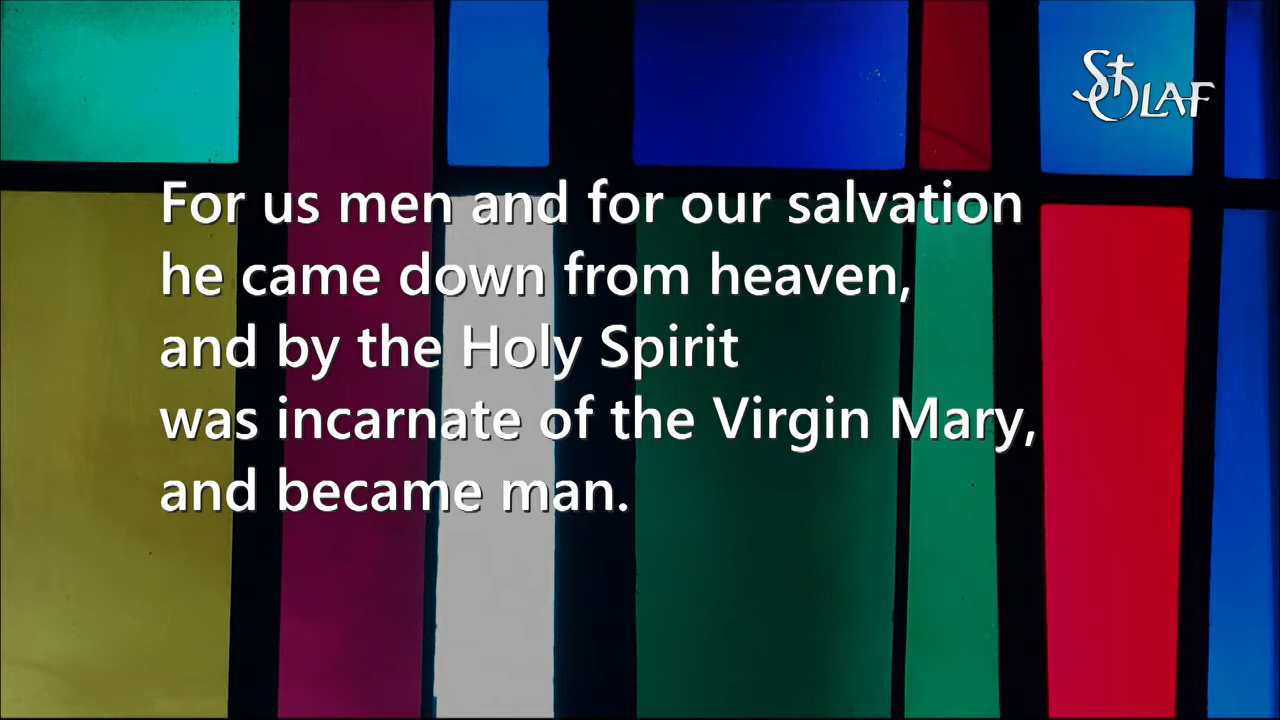 St OLAF
For us men and for our salvation
he came down from heaven,
and by the Holy Spirit
was incarnate of the Virgin Mary,
and became man.